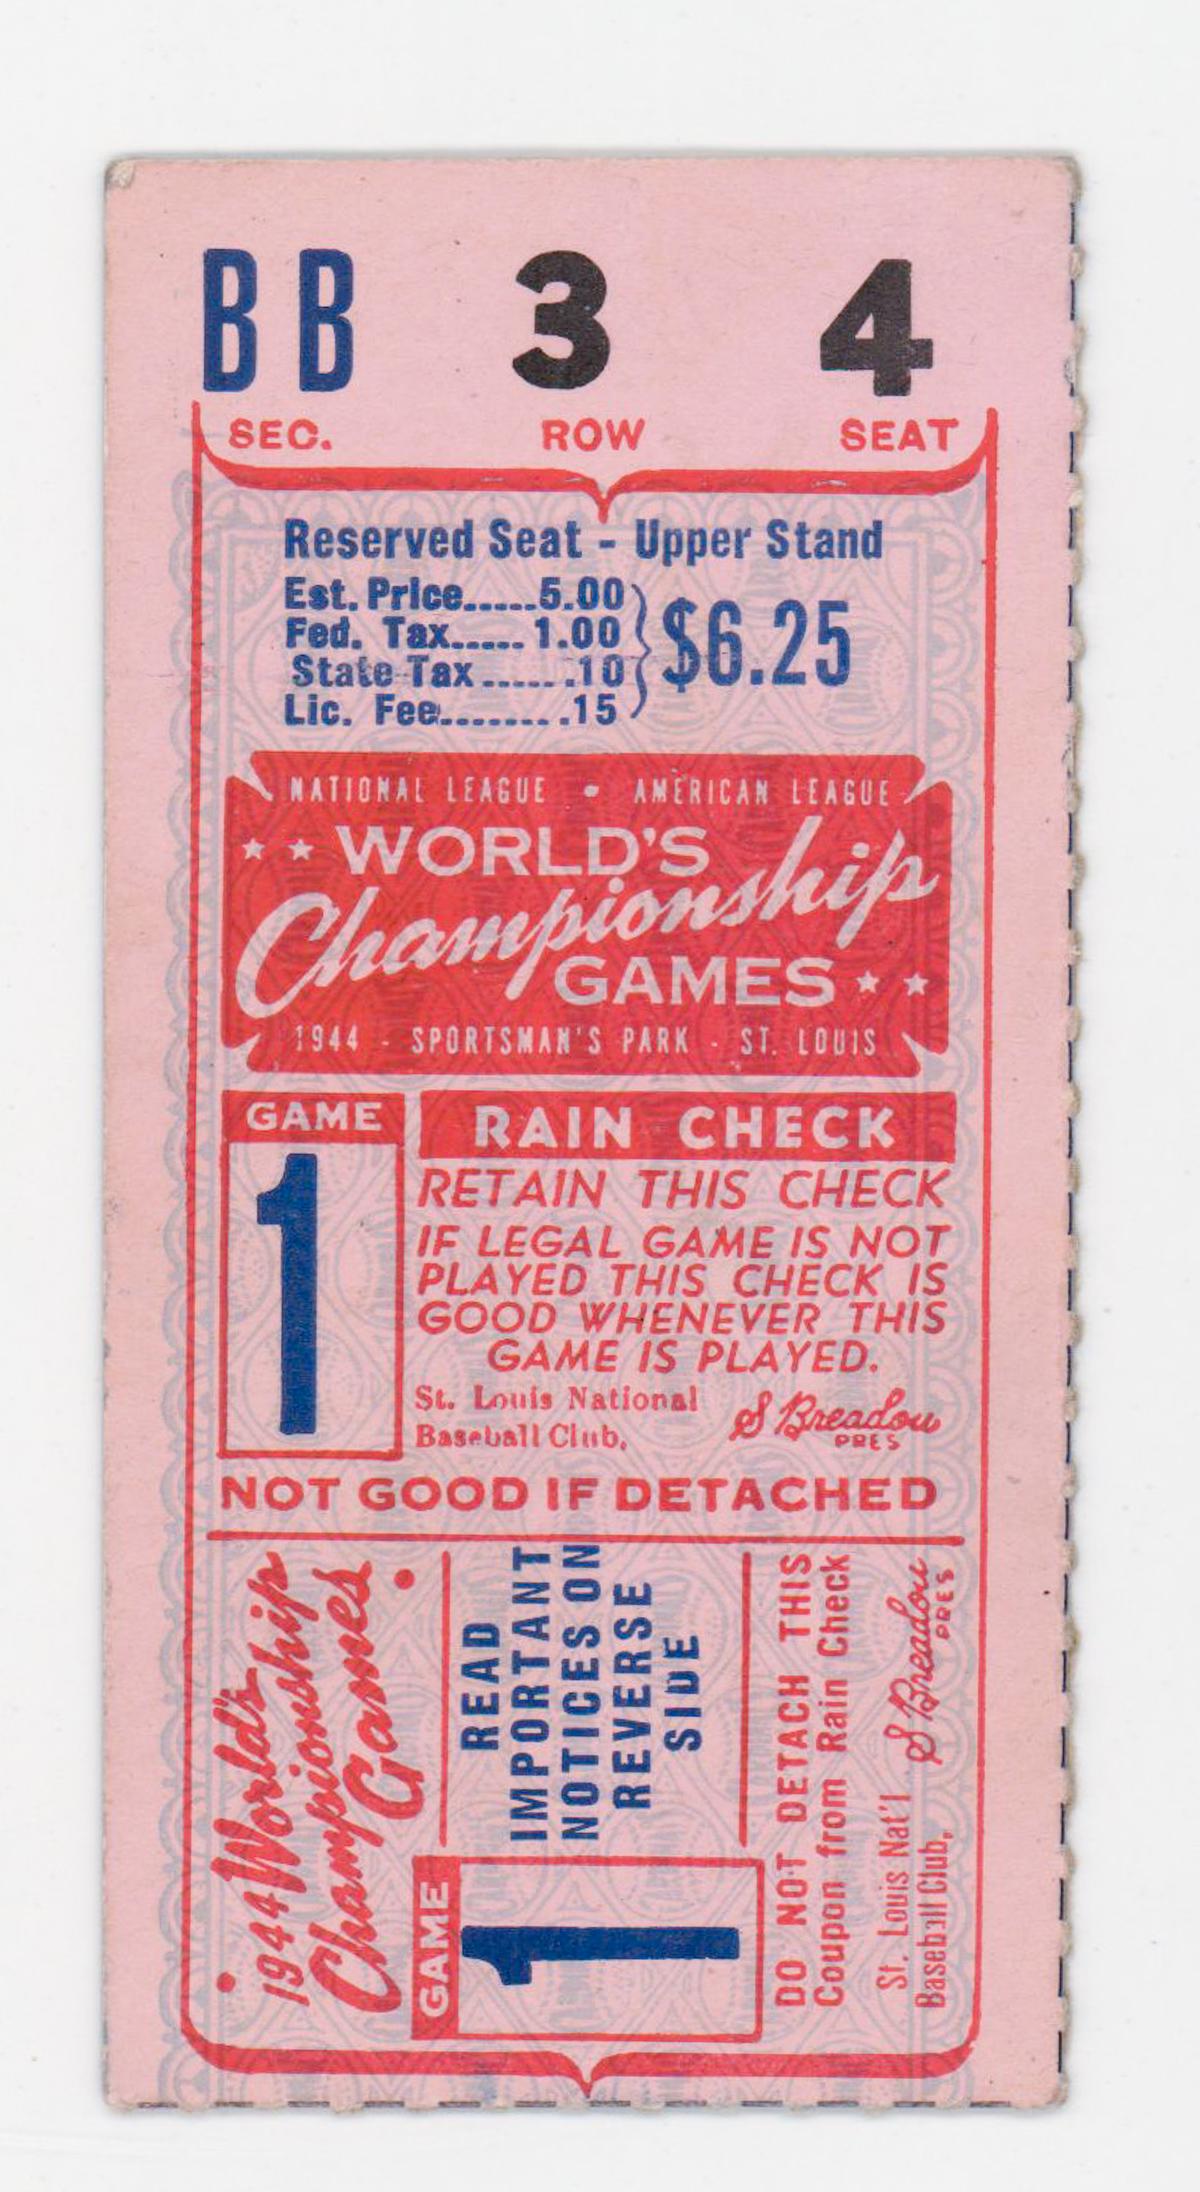 BB 3 4
SEC. ROW SEAT
Reserved Seat - Upper Stand
Est. Price.....5.00
Fed. Tax..... 1.00
State Tax...... .10
Lic. Fee........ .15
$6.25
NATIONAL LEAGUE • AMERICAN LEAGUE
WORLD'S
Championship
GAMES
1944 - SPORTSMAN'S PARK - ST. LOUIS
GAME
1
RAIN CHECK
RETAIN THIS CHECK
IF LEGAL GAME IS NOT
PLAYED THIS CHECK IS
GOOD WHENEVER THIS
GAME IS PLAYED.
St. Louis National
Baseball Club,
S Breadon
PRES
NOT GOOD IF DETACHED
1944 World's
Championship
Games
READ
IMPORTANT
NOTICES ON
REVERSE
SIDE
GAME
1
DO NOT DETACH THIS
Coupon from Rain Check
St. Louis Nat'l
Baseball Club,
S Breadon
PRES